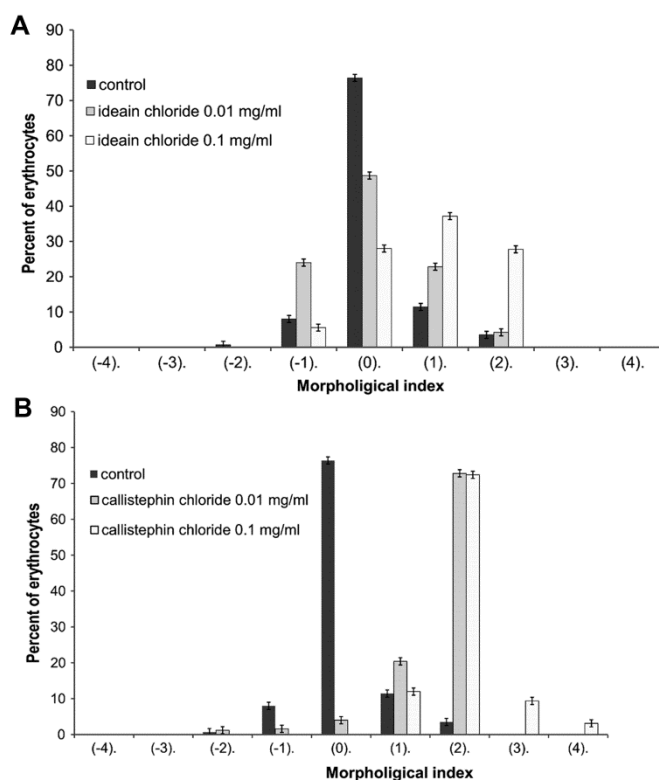 A
90
80
70
60
50
40
30
20
10
0
Percent of erythrocytes
control
ideain chloride 0.01 mg/ml
ideain chloride 0.1 mg/ml
(-4). (-3). (-2). (-1). (0). (1). (2). (3). (4).
Morpholigical index
B
90
80
70
60
50
40
30
20
10
0
Percent of erythrocytes
control
callistephin chloride 0.01 mg/ml
callistephin chloride 0.1 mg/ml
(-4). (-3). (-2). (-1). (0). (1). (2). (3). (4).
Morpholigical index